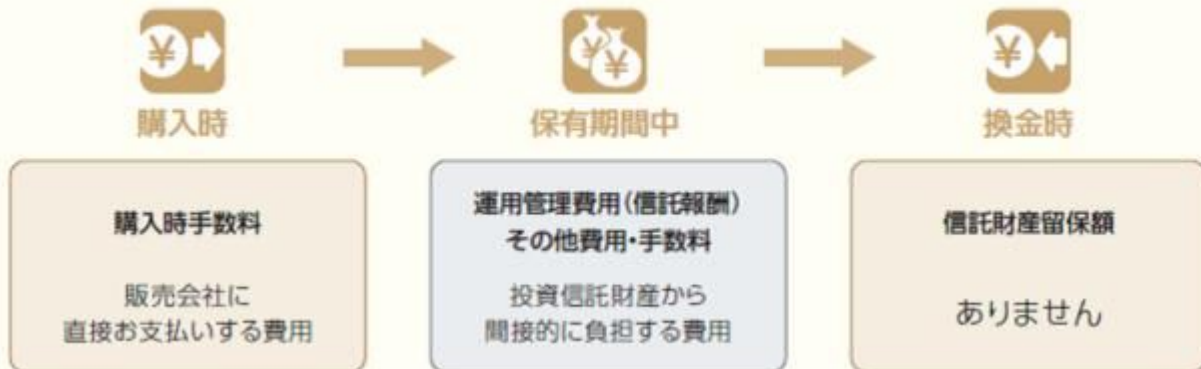 購入時
保有期間中
換金時
購入時手数料
販売会社に
直接お支払いする費用
運用管理費用(信託報酬)
その他費用・手数料
投資信託財産から
間接的に負担する費用
信託財産留保額
ありません